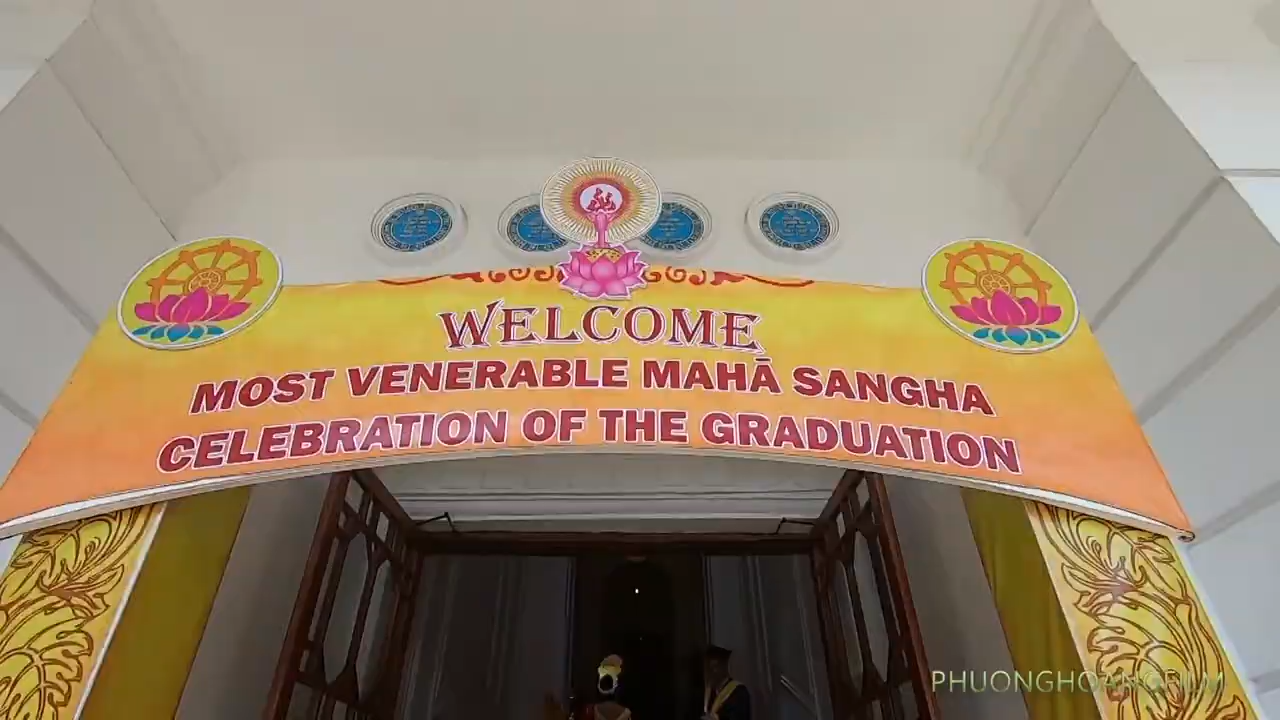 WELCOME
MOST VENERABLE MAHĀ SANGHA
CELEBRATION OF THE GRADUATION
PHUONGHOANGFILM